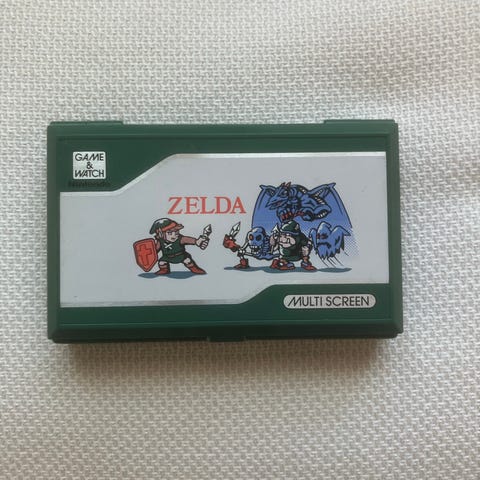 GAME
&
WATCH
Nintendo
ZELDA
MULTI SCREEN